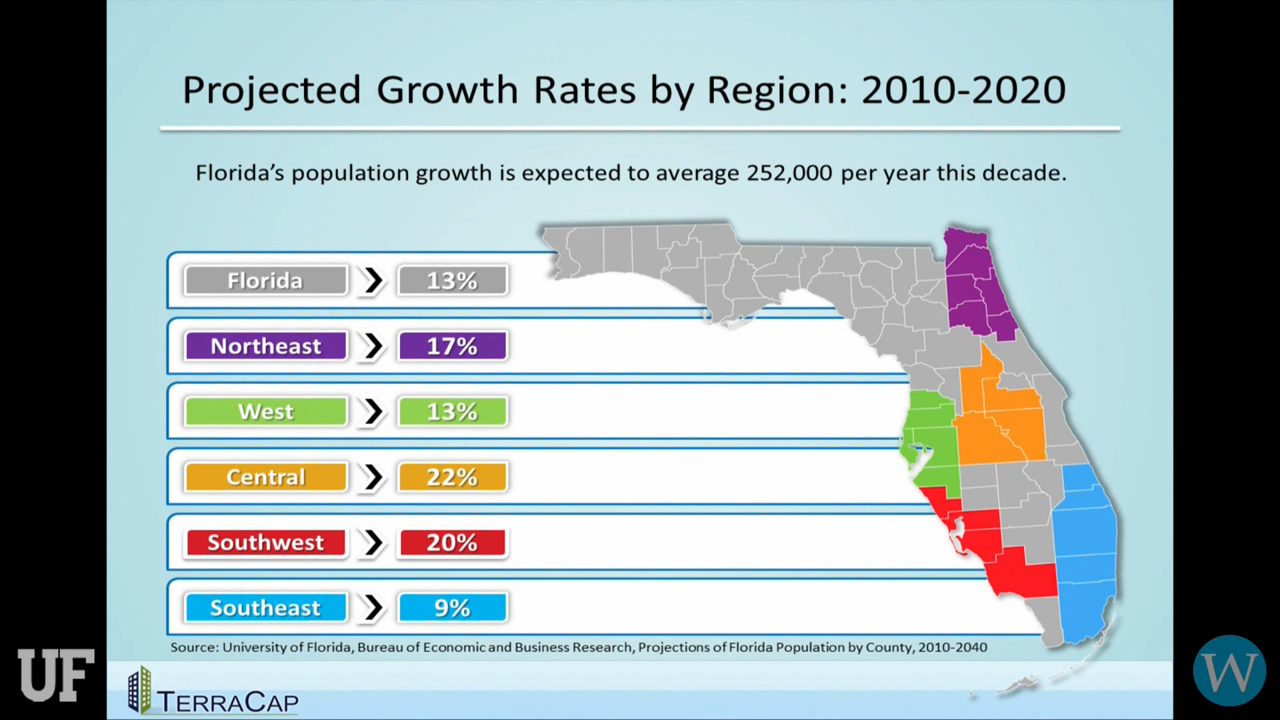 Projected Growth Rates by Region: 2010-2020
Florida’s population growth is expected to average 252,000 per year this decade.
Florida 13%
Northeast 17%
West 13%
Central 22%
Southwest 20%
Southeast 9%
Source: University of Florida, Bureau of Economic and Business Research, Projections of Florida Population by County, 2010-2040
UF
TERRACAP
W